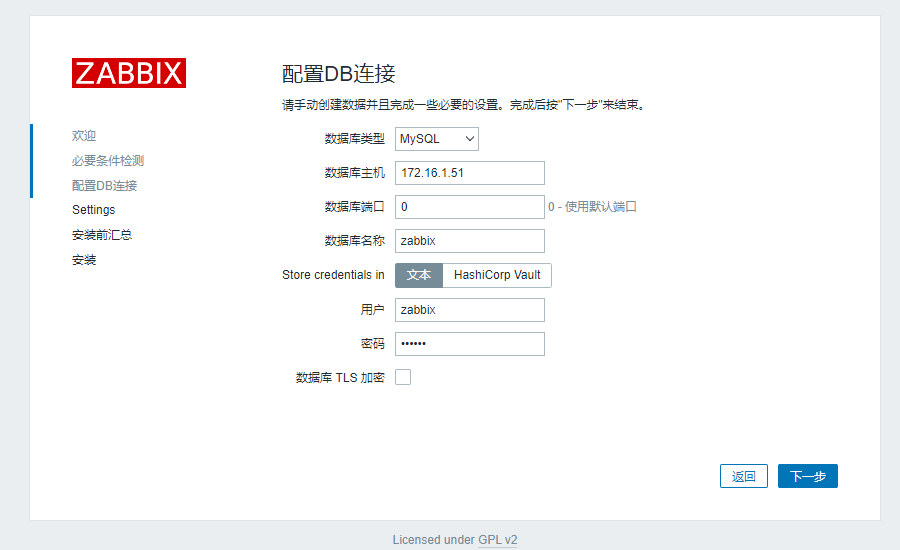 ZABBIX
欢迎
必要条件检测
配置DB连接
Settings
安装前汇总
安装
配置DB连接
请手动创建数据并且完成一些必要的设置。完成后按"下一步"来结束。
数据库类型 MySQL
数据库主机 172.16.1.51
数据库端口 0 0 - 使用默认端口
数据库名称 zabbix
Store credentials in 文本 HashiCorp Vault
用户 zabbix
密码 ••••••
数据库 TLS 加密
返回 下一步
Licensed under GPL v2